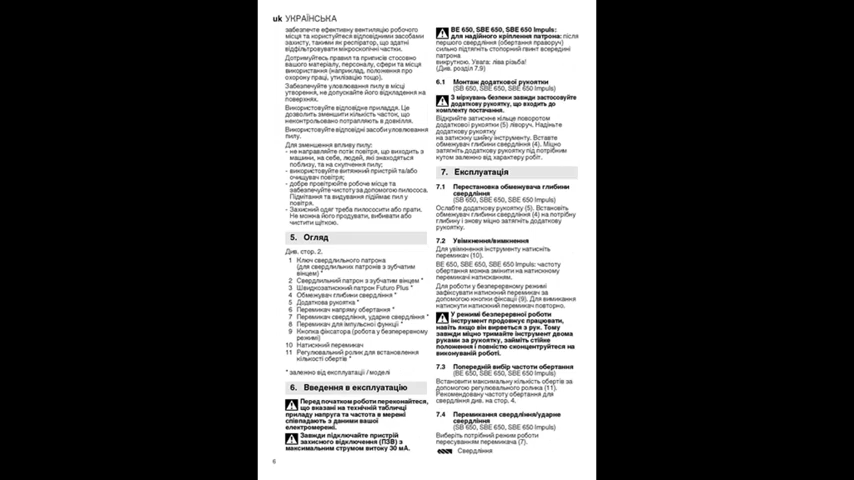 uk УКРАЇНСЬКА
забезпечте ефективну вентиляцію робочого
місця та користуйтеся відповідними засобами
захисту, такими як респіратор, що здатні
відфільтровувати мікроскопічні частки.
Дотримуйтесь правил та приписів стосовно
вашого матеріалу, персоналу, сфери та місця
використання (наприклад, положення про
охорону праці, утилізацію тощо).
Забезпечуйте уловлювання пилу в місці
утворення, не допускайте його відкладення на
поверхнях.
Використовуйте відповідне приладдя. Це
дозволить зменшити кількість часток, що
неконтрольовано потрапляють в довкілля.
Використовуйте відповідні засоби уловлювання
пилу.
Для зменшення впливу пилу:
- не направляйте потік повітря, що виходить з
машини, на себе, людей, які знаходяться
поблизу, та на скупчення пилу;
- використовуйте витяжний пристрій та/або
очищувач повітря;
- добре провітрюйте робоче місце та
забезпечуйте чистоту за допомогою пилососа.
Підмітання та видування підіймає пил у
повітря.
- Захисний одяг треба пилососити або прати.
Не можна його продувати, вибивати або
чистити щіткою.
5. Огляд
Див. стор. 2.
1 Ключ свердлильного патрона
(для свердлильних патронів з зубчатим
вінцем) *
2 Свердлильний патрон з зубчатим вінцем *
3 Швидкозатискний патрон Futuro Plus *
4 Обмежувач глибини свердління *
5 Додаткова рукоятка *
6 Перемикач напряму обертання *
7 Перемикач свердління, ударне свердління *
8 Перемикач для імпульсної функції *
9 Кнопка фіксатора (робота у безперервному
режимі)
10 Натискний перемикач
11 Регулювальний ролик для встановлення
кількості обертів *
* залежно від експлуатації / моделі
6. Введення в експлуатацію
Перед початком роботи переконайтеся,
що вказані на технічній табличці
приладу напруга та частота в мережі
співпадають з даними вашої
електромережі.
Завжди підключайте пристрій
захисного відключення (ПЗВ) з
максимальним струмом витоку 30 мА.
6
BE 650, SBE 650, SBE 650 Impuls:
для надійного кріплення патрона: після
першого свердління (обертання праворуч)
сильно підтягніть стопорний гвинт всередині
патрона
викруткою. Увага: ліва різьба!
(Див. розділ 7.9)
6.1 Монтаж додаткової рукоятки
(SB 650, SBE 650, SBE 650 Impuls)
З міркувань безпеки завжди застосовуйте
додаткову рукоятку, що входить до
комплекту постачання.
Відкрийте затискне кільце поворотом
додаткової рукоятки (5) ліворуч. Надіньте
додаткову рукоятку
на затискну шийку інструменту. Вставте
обмежувач глибини свердління (4). Міцно
затягніть додаткову рукоятку під потрібним
кутом залежно від характеру робіт.
7. Експлуатація
7.1 Перестановка обмежувача глибини
свердління
(SB 650, SBE 650, SBE 650 Impuls)
Ослабте додаткову рукоятку (5). Встановіть
обмежувач глибини свердління (4) на потрібну
глибину і знову міцно затягніть додаткову
рукоятку.
7.2 Увімкнення/вимкнення
Для увімкнення інструменту натисніть
перемикач (10).
BE 650, SBE 650, SBE 650 Impuls: частоту
обертання можна змінити на натискному
перемикачі натисканням.
Для роботи у безперервному режимі
зафіксувати натискний перемикач за
допомогою кнопки фіксації (9). Для вимикання
натиснути натискний перемикач повторно.
У режимі безперервної роботи
інструмент продовжує працювати,
навіть якщо він вирветься з рук. Тому
завжди міцно тримайте інструмент двома
руками за рукоятку, займіть стійке
положення і повністю сконцентруйтеся на
виконуваній роботі.
7.3 Попередній вибір частоти обертання
(BE 650, SBE 650, SBE 650 Impuls)
Встановити максимальну кількість обертів за
допомогою регулювального ролика (11).
Рекомендовану частоту обертання для
свердління див. на стор. 4.
7.4 Перемикання свердління/ударне
свердління
(SB 650, SBE 650, SBE 650 Impuls)
Виберіть потрібний режим роботи
пересуванням перемикача (7).
Свердління